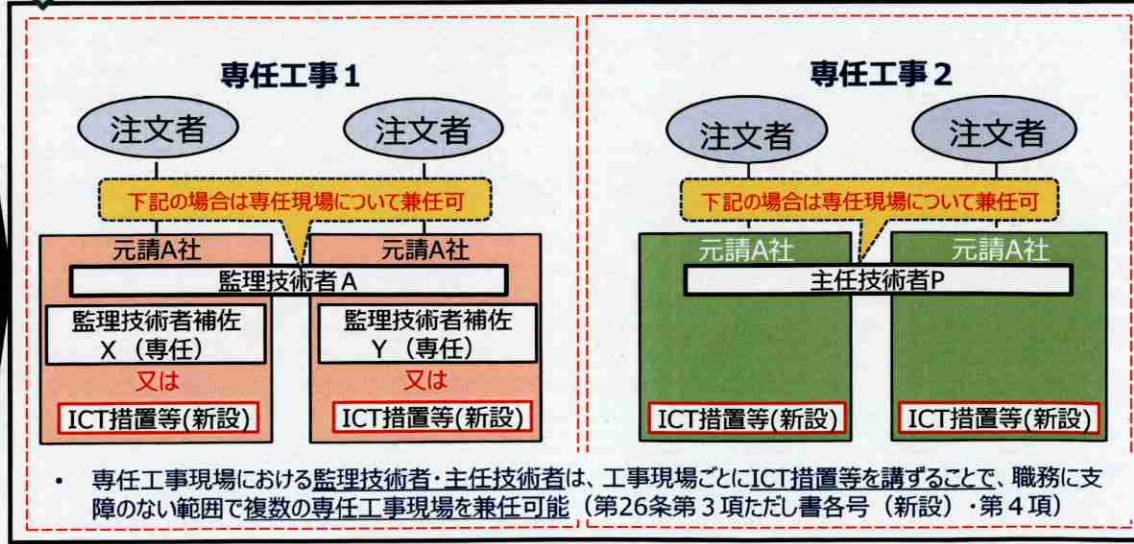 専任工事1
注文者
注文者
下記の場合は専任現場について兼任可
元請A社
元請A社
監理技術者A
監理技術者補佐
X（専任）
監理技術者補佐
Y（専任）
又は
又は
ICT措置等(新設)
ICT措置等(新設)
専任工事2
注文者
注文者
下記の場合は専任現場について兼任可
元請A社
元請A社
主任技術者P
ICT措置等(新設)
ICT措置等(新設)
• 専任工事現場における監理技術者・主任技術者は、工事現場ごとにICT措置等を講ずることで、職務に支
障のない範囲で複数の専任工事現場を兼任可能（第26条第３項ただし書各号（新設）・第４項）